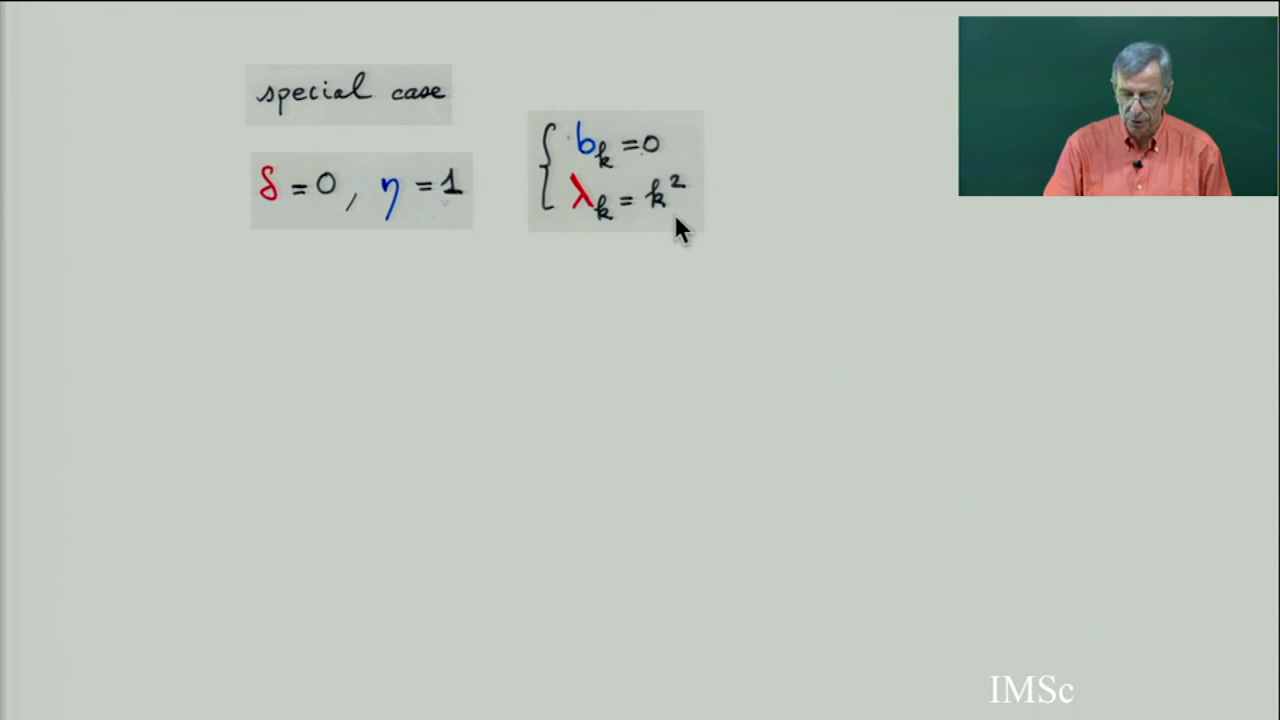 special case
δ = 0, η = 1
{ b_k = 0
λ_k = k²
IMSc